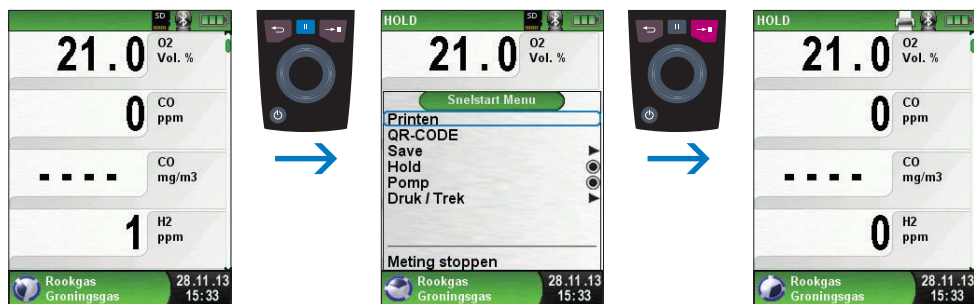 SD
21.0 O2
Vol. %
0 CO
ppm
---- CO
mg/m3
1 H2
ppm
Rookgas 28.11.13
Groningsgas 15:33
HOLD SD
21.0 O2
Vol. %
Snelstart Menu
Printen
QR-CODE
Save
Hold
Pomp
Druk / Trek
Meting stoppen
Rookgas 28.11.13
Groningsgas 15:33
HOLD
21.0 O2
Vol. %
0 CO
ppm
---- CO
mg/m3
0 H2
ppm
Rookgas 28.11.13
Groningsgas 15:33